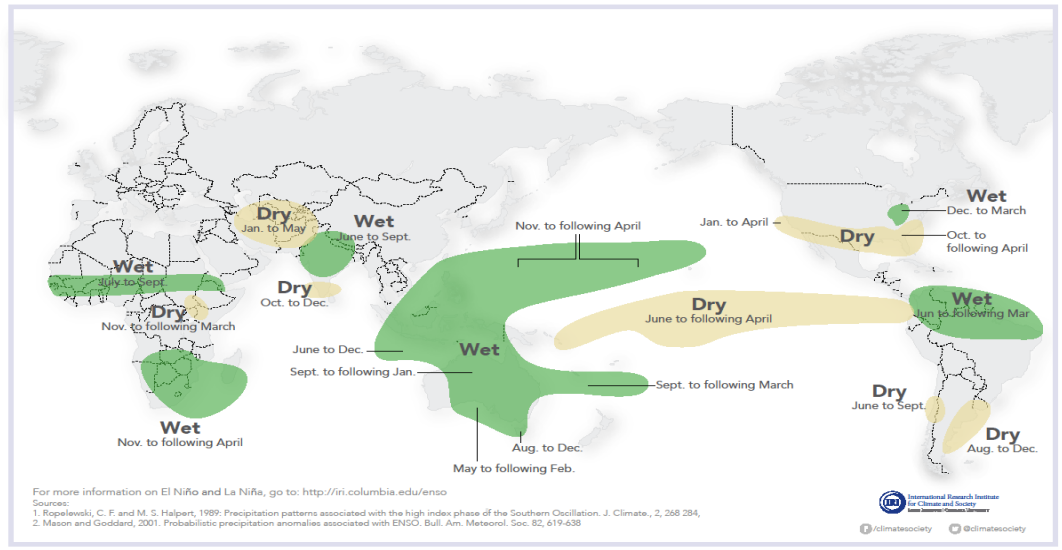 Wet
Dec. to March
Nov. to following April
Jan. to April
Dry
Oct. to
following April
Dry
Jan. to May
Wet
June to Sept.
Wet
July to Sept.
Dry
Oct. to Dec.
Dry
Nov. to following March
Dry
June to following April
Wet
Jun to following Mar
June to Dec.
Wet
Sept. to following Jan.
Sept. to following March
Dry
June to Sept.
Wet
Nov. to following April
Aug. to Dec.
May to following Feb.
Dry
Aug. to Dec.
For more information on El Niño and La Niña, go to: http://iri.columbia.edu/enso
Sources:
1. Ropelewski, C. F. and M. S. Halpert, 1989: Precipitation patterns associated with the high index phase of the Southern Oscillation. J. Climate., 2, 268 284,
2. Mason and Goddard, 2001. Probabilistic precipitation anomalies associated with ENSO. Bull. Am. Meteorol. Soc. 82, 619-638
IRI
International Research Institute
for Climate and Society
/climatesociety
@climatesociety